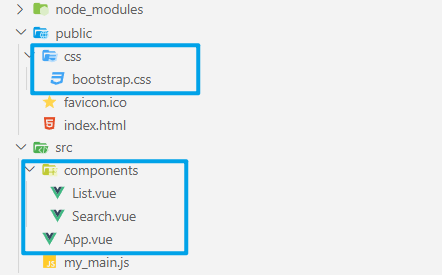 node_modules
public
css
bootstrap.css
favicon.ico
index.html
src
components
List.vue
Search.vue
App.vue
my_main.js